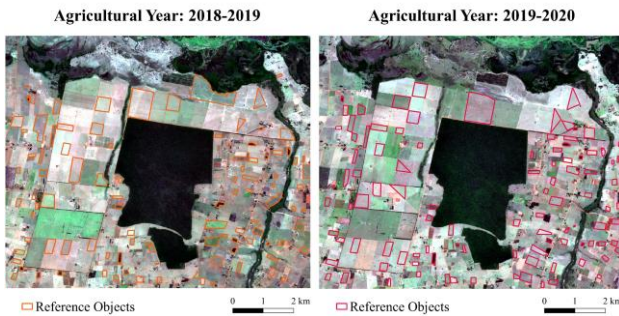 Agricultural Year: 2018-2019
Agricultural Year: 2019-2020
Reference Objects
0 1 2 km
Reference Objects
0 1 2 km